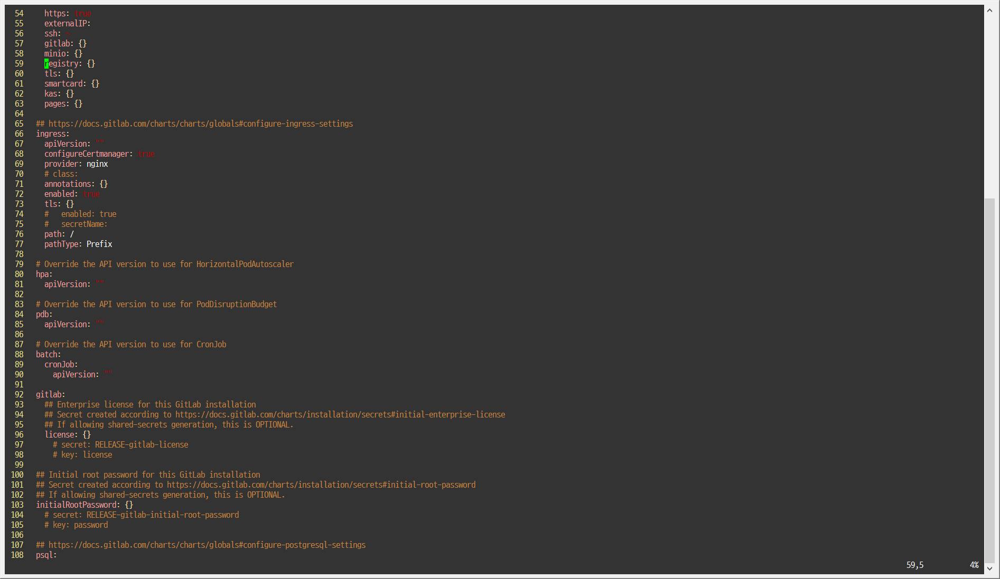 54     https: true
55     externalIP:
56     ssh: ~
57     gitlab: {}
58     minio: {}
59     registry: {}
60     tls: {}
61     smartcard: {}
62     kas: {}
63     pages: {}
64
65   ## https://docs.gitlab.com/charts/charts/globals#configure-ingress-settings
66   ingress:
67     apiVersion: ""
68     configureCertmanager: true
69     provider: nginx
70     # class:
71     annotations: {}
72     enabled: true
73     tls: {}
74     #   enabled: true
75     #   secretName:
76     path: /
77     pathType: Prefix
78
79   # Override the API version to use for HorizontalPodAutoscaler
80   hpa:
81     apiVersion: ""
82
83   # Override the API version to use for PodDisruptionBudget
84   pdb:
85     apiVersion: ""
86
87   # Override the API version to use for CronJob
88   batch:
89     cronJob:
90       apiVersion: ""
91
92   gitlab:
93     ## Enterprise license for this GitLab installation
94     ## Secret created according to https://docs.gitlab.com/charts/installation/secrets#initial-enterprise-license
95     ## If allowing shared-secrets generation, this is OPTIONAL.
96     license: {}
97       # secret: RELEASE-gitlab-license
98       # key: license
99
100   ## Initial root password for this GitLab installation
101   ## Secret created according to https://docs.gitlab.com/charts/installation/secrets#initial-root-password
102   ## If allowing shared-secrets generation, this is OPTIONAL.
103   initialRootPassword: {}
104     # secret: RELEASE-gitlab-initial-root-password
105     # key: password
106
107   ## https://docs.gitlab.com/charts/charts/globals#configure-postgresql-settings
108   psql:
59,5 4%